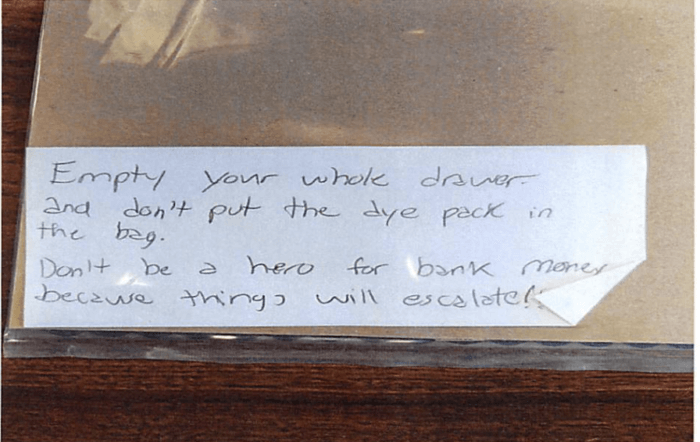 Empty your whole drawer
and don't put the dye pack in
the bag.
Don't be a hero for bank money
because things will escalate!!